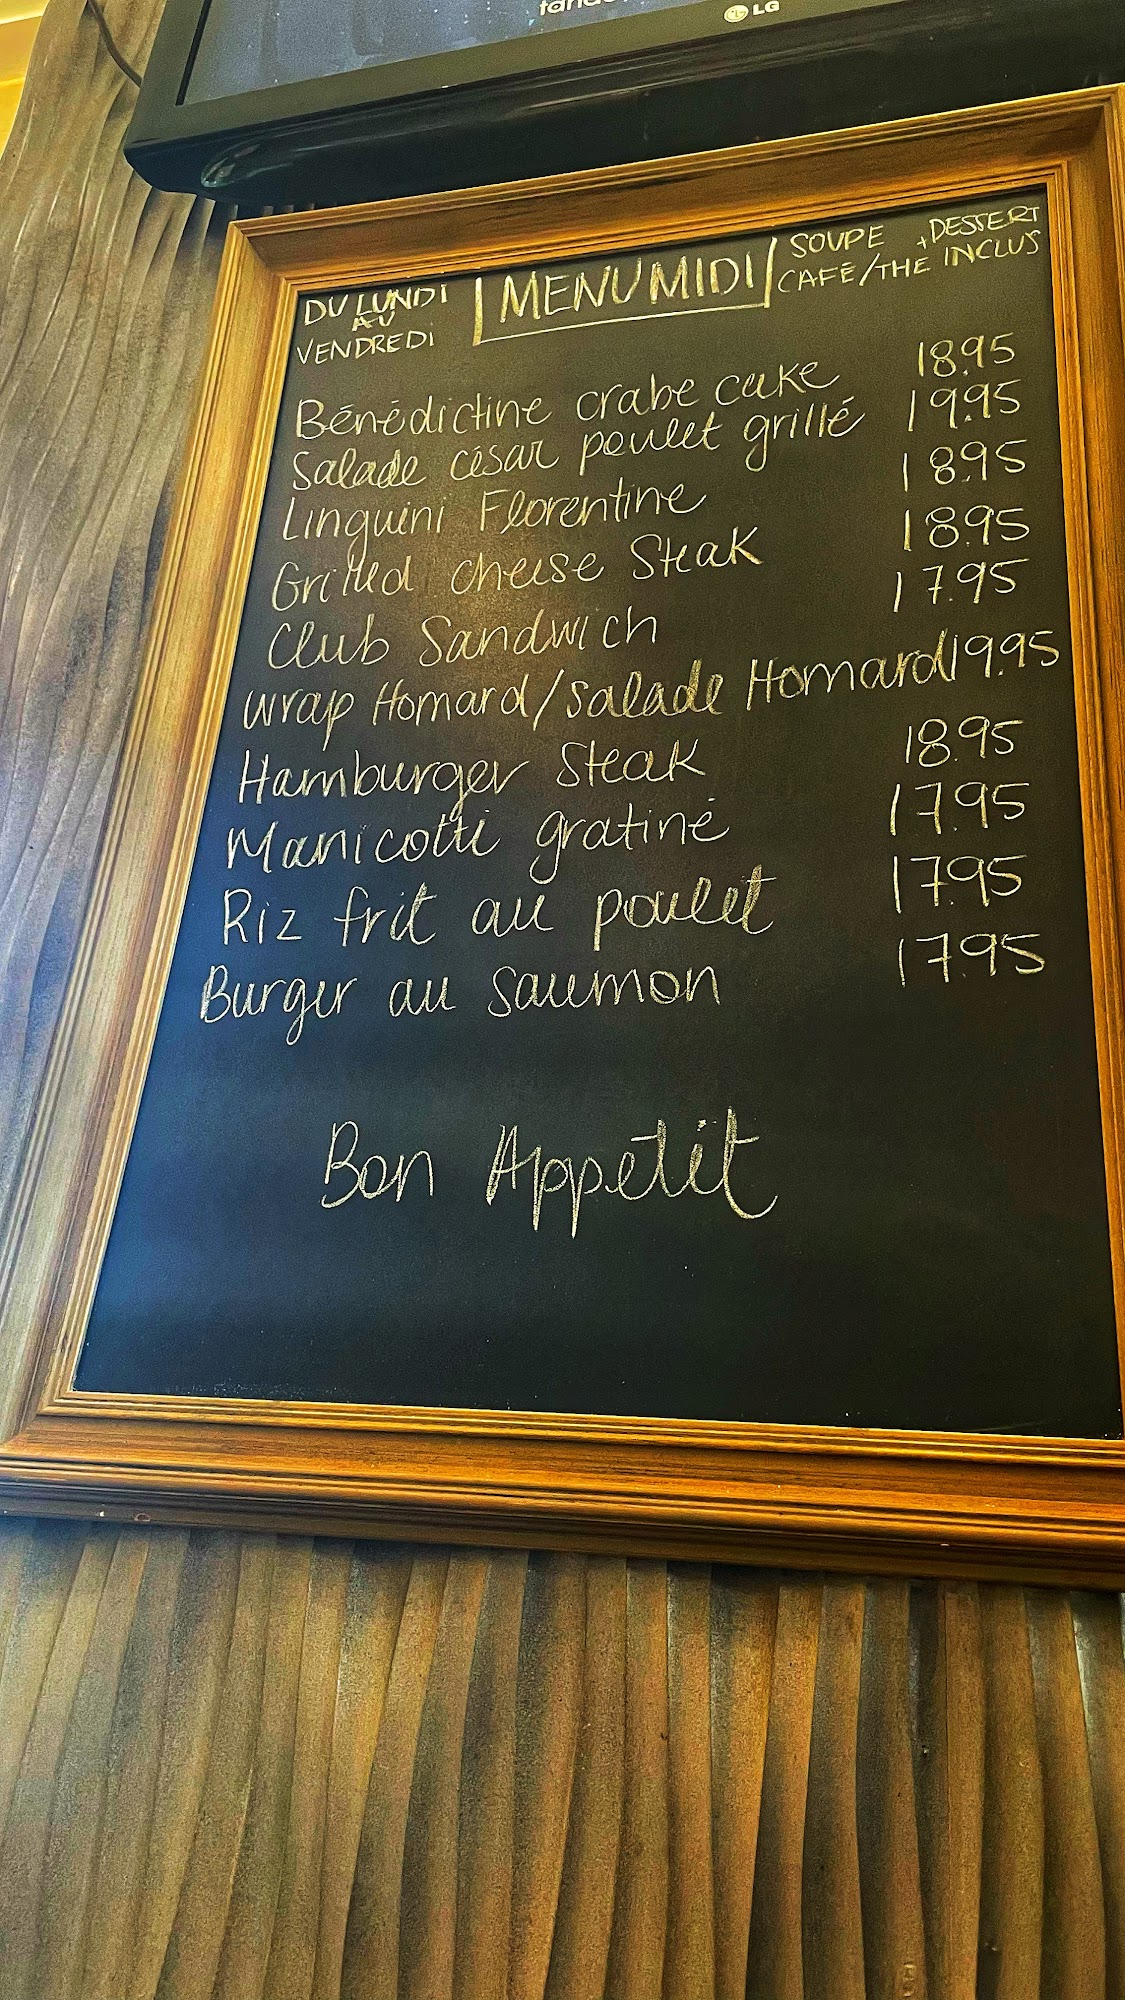 LG
DU LUNDI
AU
VENDREDI
MENU MIDI
SOUPE + DESSERT
CAFÉ/THE INCLUS
Bénédictine crabe cake 18.95
Salade césar poulet grillé 19.95
Linguini Florentine 18.95
Grilled cheese Steak 18.95
Club Sandwich 17.95
Wrap Homard/Salade Homard 19.95
Hamburger Steak 18.95
Manicotti gratiné 17.95
Riz frit au poulet 17.95
Burger au saumon 17.95
Bon Appétit